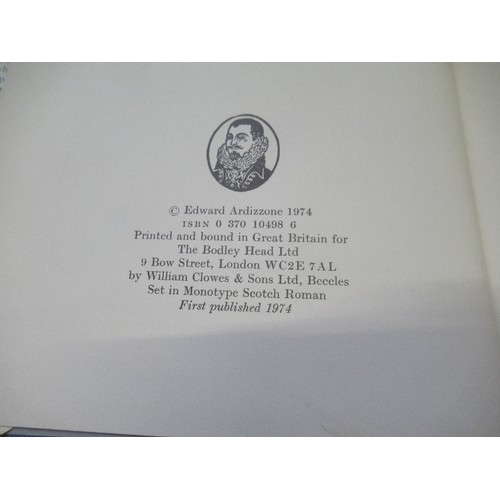 © Edward Ardizzone 1974
ISBN 0 370 10498 6
Printed and bound in Great Britain for
The Bodley Head Ltd
9 Bow Street, London WC2E 7AL
by William Clowes & Sons Ltd, Beccles
Set in Monotype Scotch Roman
First published 1974